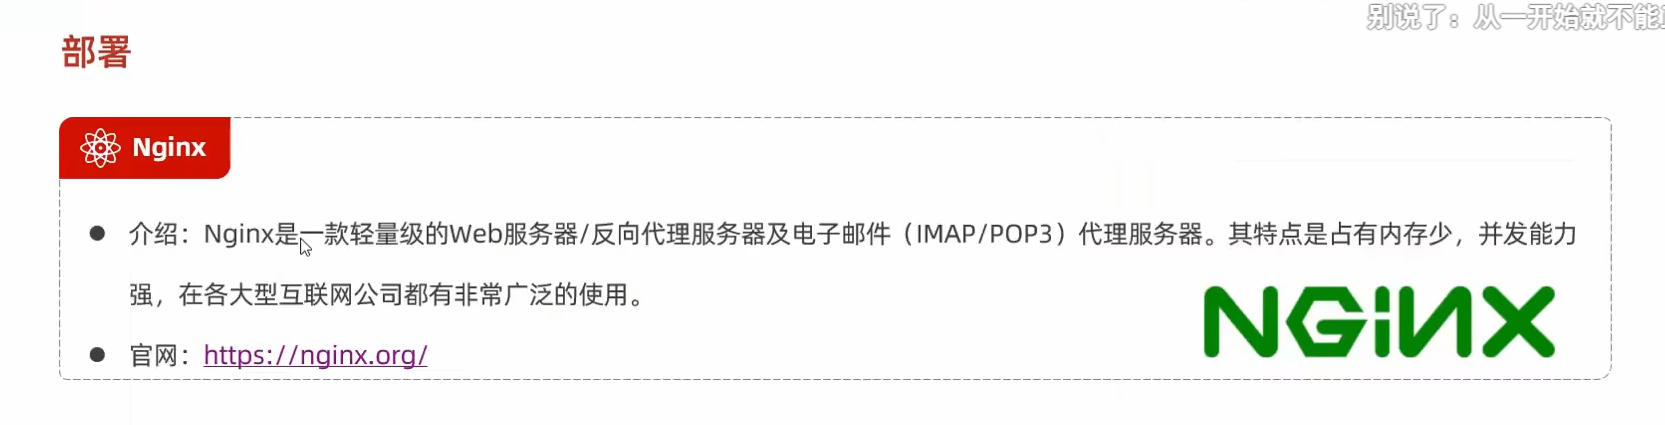 别说了：从一开始就不能
部署
Nginx
介绍：Nginx是一款轻量级的Web服务器/反向代理服务器及电子邮件（IMAP/POP3）代理服务器。其特点是占有内存少，并发能力
强，在各大型互联网公司都有非常广泛的使用。
NGiNX
官网：https://nginx.org/